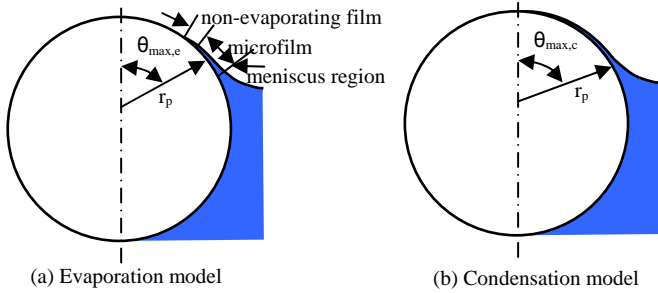 non-evaporating film
microfilm
meniscus region
θmax,e
rp
θmax,c
rp
(a) Evaporation model
(b) Condensation model